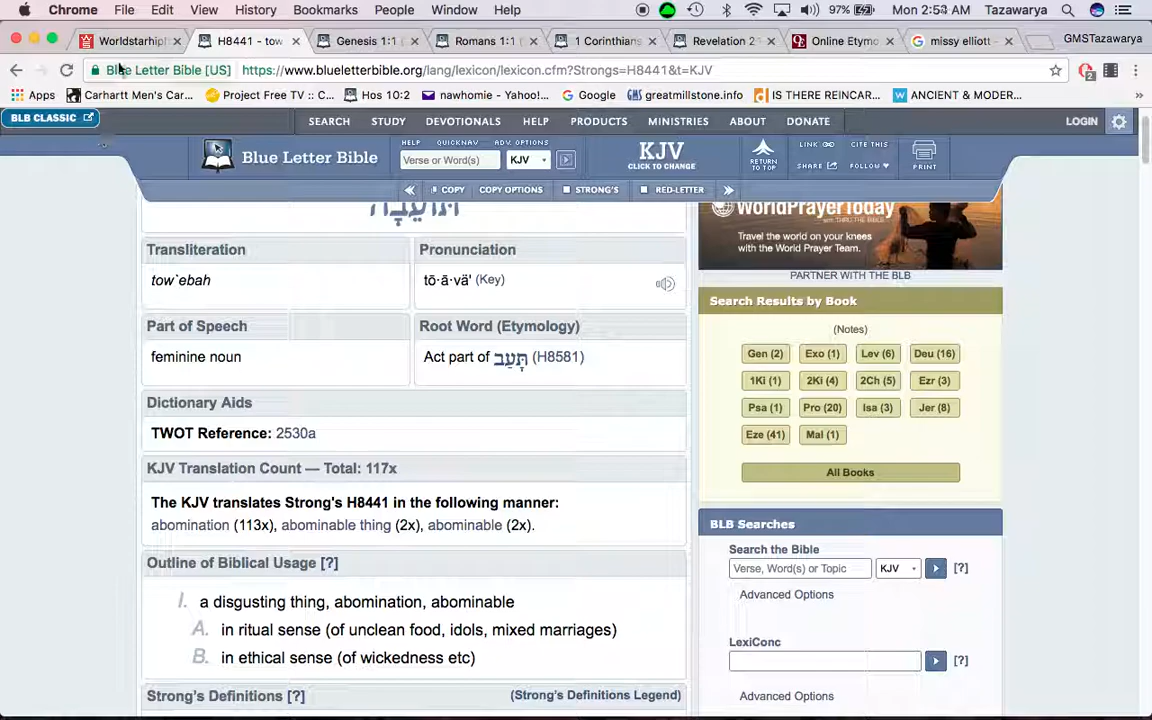 Chrome File Edit View History Bookmarks People Window Help 97% Tazawarya
Worldstarhip × H8441 - tow × Genesis 1:1 ( × Romans 1:1 ( × 1 Corinthians × Revelation 2 × Online Etymo × missy elliott - × GMSTazawarya
Blue Letter Bible [US] https://www.blueletterbible.org/lang/lexicon/lexicon.cfm?Strongs=H8441&t=KJV 2
Apps Carhartt Men's Car... Project Free TV :: C... Hos 10:2 nawhomie - Yahoo!... Google GMS greatmillstone.info IS THERE REINCAR... W ANCIENT & MODER... »
BLB CLASSIC SEARCH STUDY DEVOTIONALS HELP PRODUCTS MINISTRIES ABOUT DONATE LOGIN
HELP QUICKNAV ADV. OPTIONS
Blue Letter Bible Verse or Word(s) KJV KJV CLICK TO CHANGE RETURN TO TOP LINK CITE THIS SHARE FOLLOW PRINT
COPY COPY OPTIONS STRONG'S RED-LETTER
תּוֹעֵבָה
WorldPrayerToday
Travel the world on your knees
with the World Prayer Team.
PARTNER WITH THE BLB
Transliteration Pronunciation
tow`ebah tō·ā·vä' (Key)
Part of Speech Root Word (Etymology)
feminine noun Act part of תָּעַב (H8581)
Dictionary Aids
TWOT Reference: 2530a
KJV Translation Count — Total: 117x
The KJV translates Strong's H8441 in the following manner:
abomination (113x), abominable thing (2x), abominable (2x).
Outline of Biblical Usage [?]
I. a disgusting thing, abomination, abominable
A. in ritual sense (of unclean food, idols, mixed marriages)
B. in ethical sense (of wickedness etc)
Strong's Definitions [?] (Strong's Definitions Legend)
Search Results by Book
(Notes)
Gen (2) Exo (1) Lev (6) Deu (16)
1Ki (1) 2Ki (4) 2Ch (5) Ezr (3)
Psa (1) Pro (20) Isa (3) Jer (8)
Eze (41) Mal (1)
All Books
BLB Searches
Search the Bible
Verse, Word(s) or Topic KJV [?]
Advanced Options
LexiConc
[?]
Advanced Options